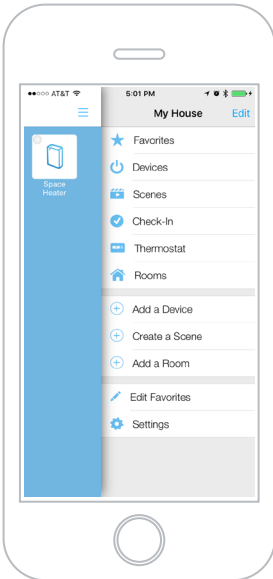 AT&T 5:01 PM
My House Edit
Space
Heater
Favorites
Devices
Scenes
Check-In
Thermostat
Rooms
Add a Device
Create a Scene
Add a Room
Edit Favorites
Settings